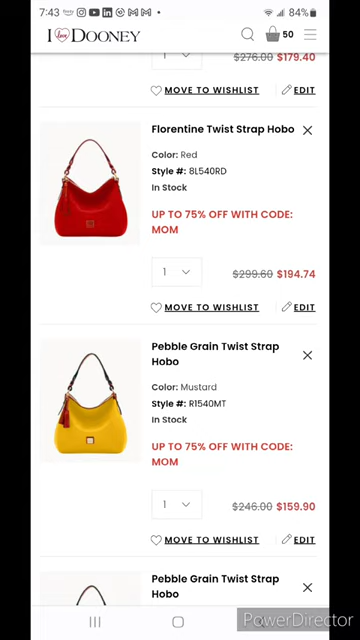 7:43
84%
I love DOONEY
50
1
$276.00 $179.40
MOVE TO WISHLIST
EDIT
Florentine Twist Strap Hobo
Color: Red
Style #: 8L540RD
In Stock
UP TO 75% OFF WITH CODE:
MOM
1
$299.60 $194.74
MOVE TO WISHLIST
EDIT
Pebble Grain Twist Strap
Hobo
Color: Mustard
Style #: R1540MT
In Stock
UP TO 75% OFF WITH CODE:
MOM
1
$246.00 $159.90
MOVE TO WISHLIST
EDIT
Pebble Grain Twist Strap
Hobo
PowerDirector